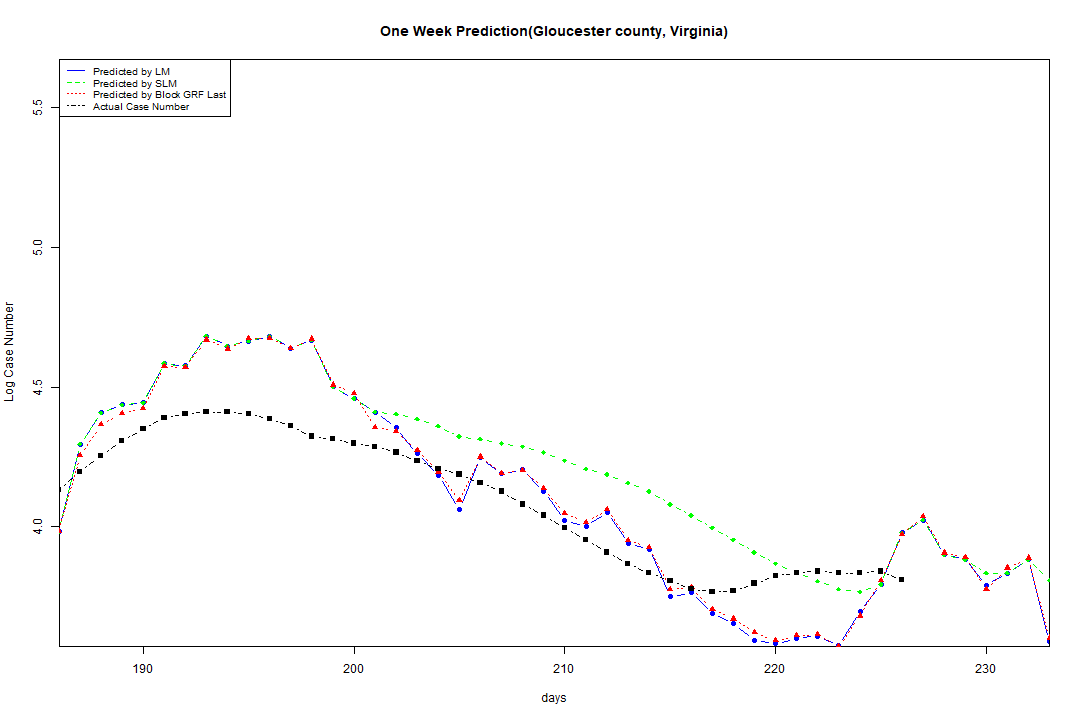 One Week Prediction(Gloucester county, Virginia)
Predicted by LM
Predicted by SLM
Predicted by Block GRF Last
Actual Case Number
5.5
5.0
4.5
4.0
Log Case Number
190
200
210
220
230
days